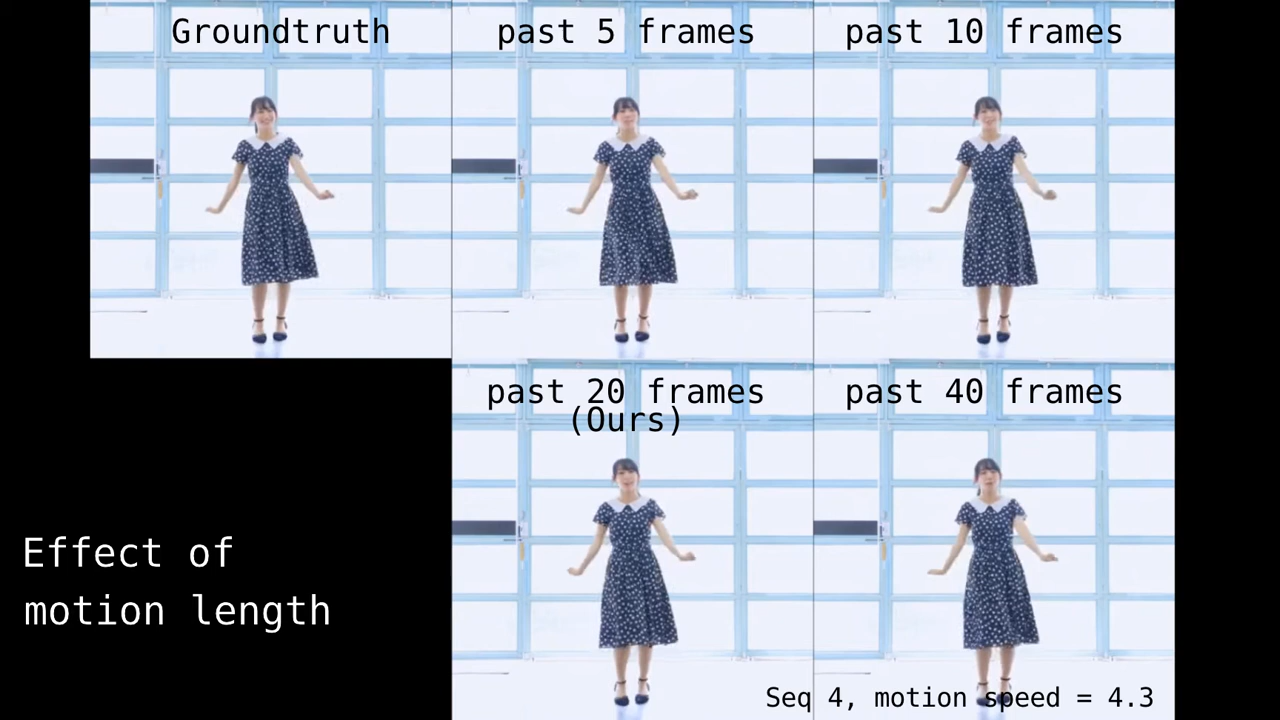 Groundtruth
past 5 frames
past 10 frames
past 20 frames
(Ours)
past 40 frames
Effect of
motion length
Seq 4, motion speed = 4.3